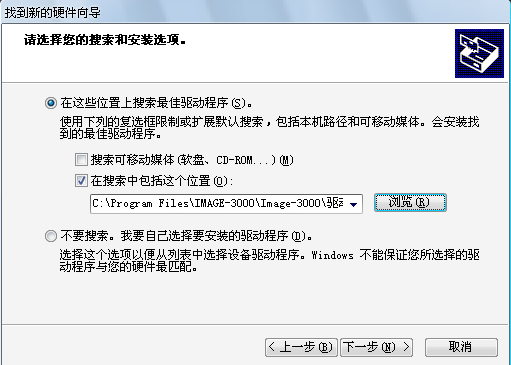 找到新的硬件向导
请选择您的搜索和安装选项。
在这些位置上搜索最佳驱动程序(S)。
使用下列的复选框限制或扩展默认搜索，包括本机路径和可移动媒体。会安装找
到的最佳驱动程序。
搜索可移动媒体(软盘、CD-ROM...)(M)
在搜索中包括这个位置(O):
C:\Program Files\IMAGE-3000\Image-3000\驱动
浏览(R)
不要搜索。我要自己选择要安装的驱动程序(D)。
选择这个选项以便从列表中选择设备驱动程序。Windows 不能保证您所选择的驱
动程序与您的硬件最匹配。
< 上一步(B) 下一步(N) > 取消